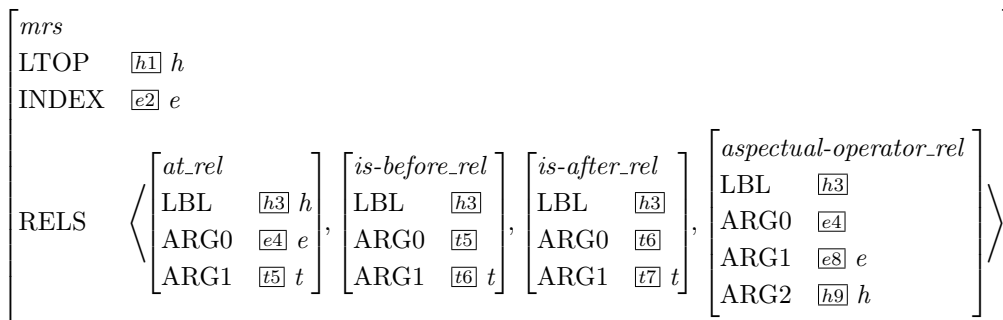 mrs
LTOP h1 h
INDEX e2 e
RELS ⟨ [at_rel LBL h3 h ARG0 e4 e ARG1 t5 t], [is-before_rel LBL h3 ARG0 t5 ARG1 t6 t], [is-after_rel LBL h3 ARG0 t6 ARG1 t7 t], [aspectual-operator_rel LBL h3 ARG0 e4 ARG1 e8 e ARG2 h9 h] ⟩